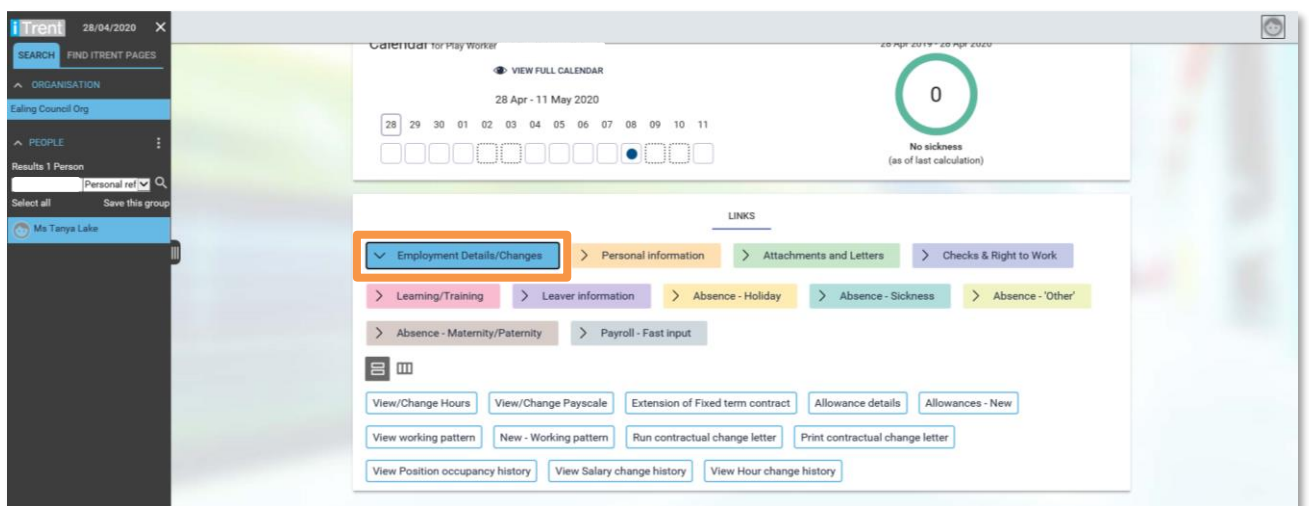 iTrent 28/04/2020
SEARCH FIND ITRENT PAGES
ORGANISATION
Ealing Council Org
PEOPLE
Results 1 Person
Personal ref
Select all Save this group
Ms Tanya Lake
Calendar for Play Worker
VIEW FULL CALENDAR
28 Apr - 11 May 2020
28 29 30 01 02 03 04 05 06 07 08 09 10 11
28 Apr 2019 - 28 Apr 2020
0
No sickness
(as of last calculation)
LINKS
Employment Details/Changes Personal information Attachments and Letters Checks & Right to Work
Learning/Training Leaver information Absence - Holiday Absence - Sickness Absence - 'Other'
Absence - Maternity/Paternity Payroll - Fast input
View/Change Hours View/Change Payscale Extension of Fixed term contract Allowance details Allowances - New
View working pattern New - Working pattern Run contractual change letter Print contractual change letter
View Position occupancy history View Salary change history View Hour change history